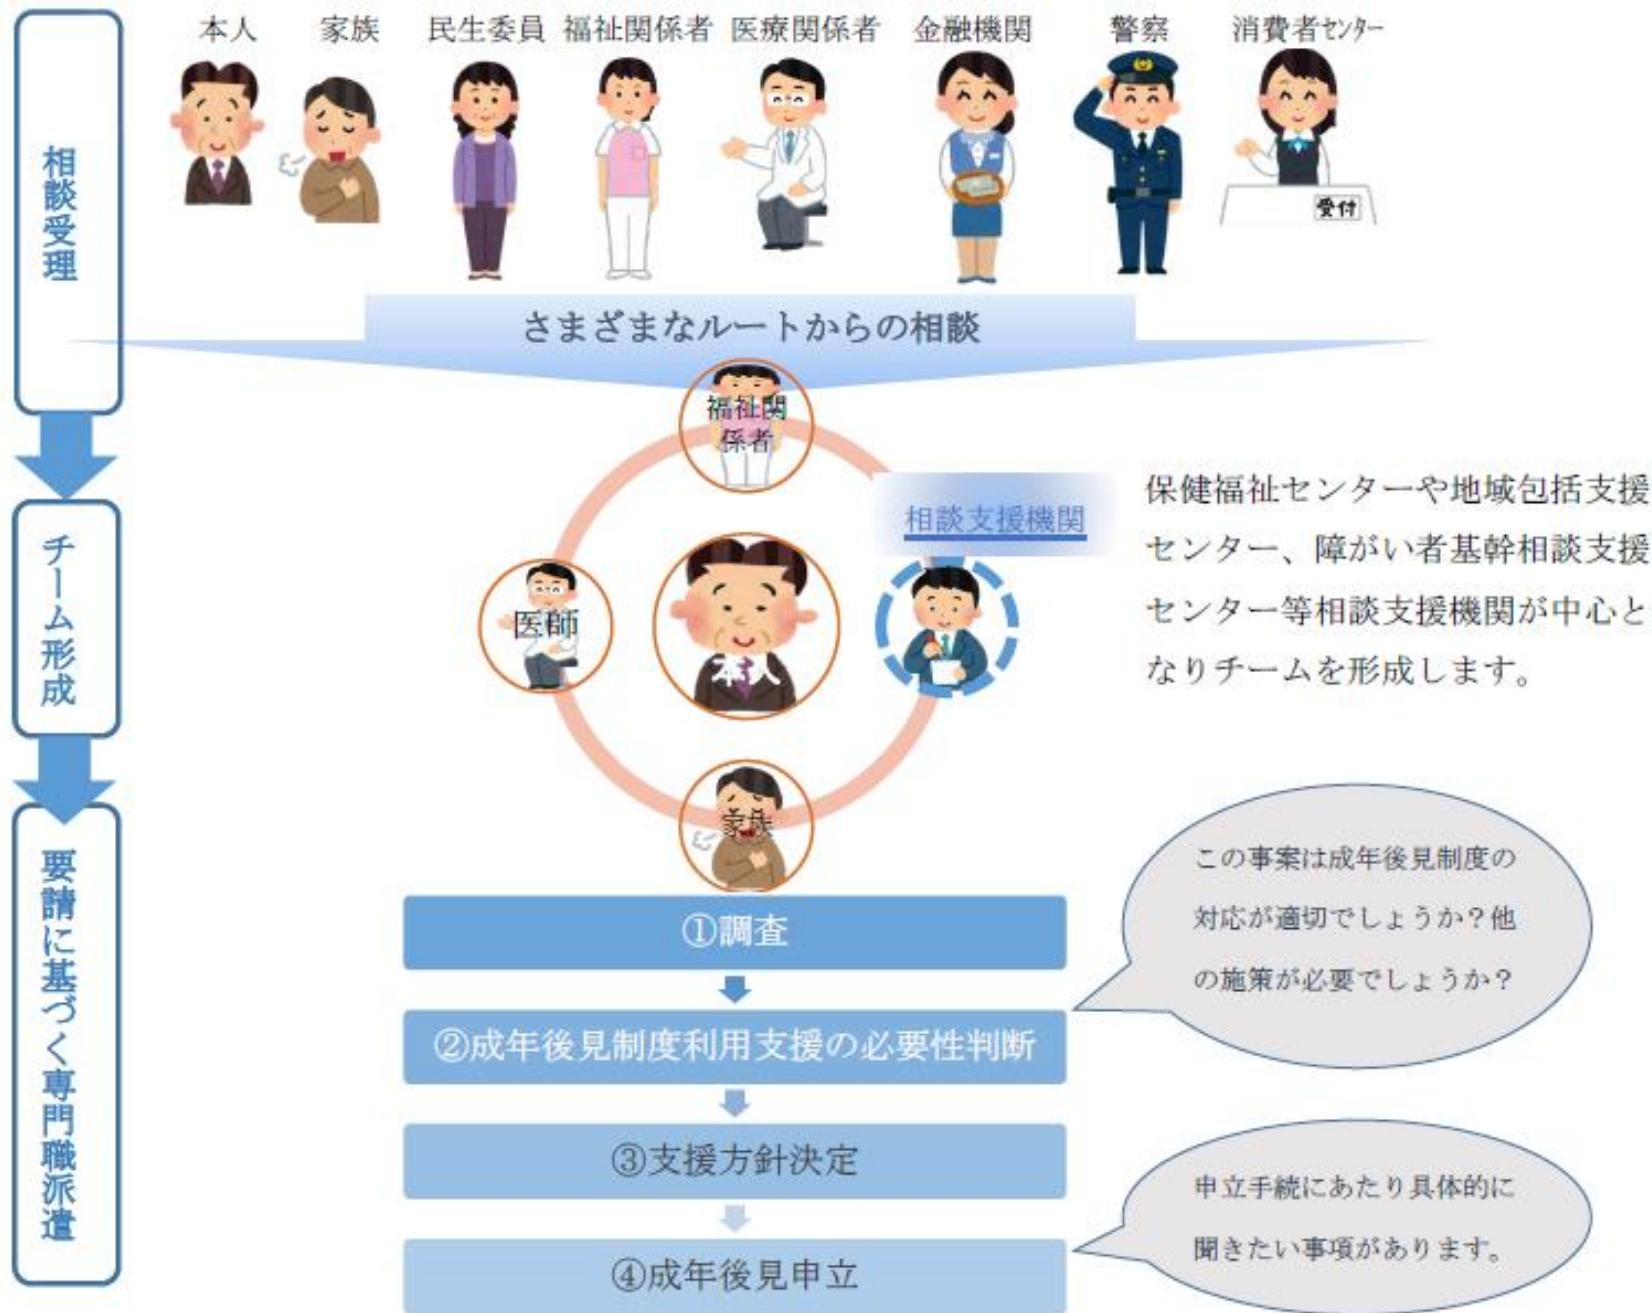 本人
家族
民生委員
福祉関係者
医療関係者
金融機関
警察
消費者センター
受付
相談受理
さまざまなルートからの相談
福祉関
係者
相談支援機関
医師
本人
家族
チーム形成
保健福祉センターや地域包括支援
センター、障がい者基幹相談支援
センター等相談支援機関が中心と
なりチームを形成します。
要請に基づく専門職派遣
①調査
②成年後見制度利用支援の必要性判断
③支援方針決定
④成年後見申立
この事案は成年後見制度の
対応が適切でしょうか？他
の施策が必要でしょうか？
申立手続にあたり具体的に
聞きたい事項があります。